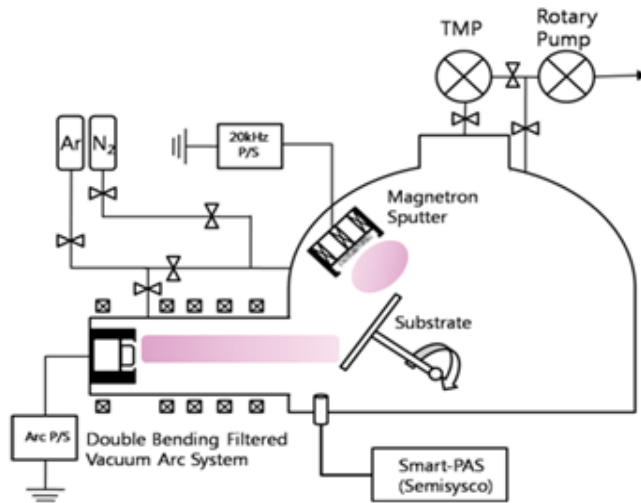 TMP
Rotary
Pump
Ar
N₂
20kHz
P/S
Magnetron
Sputter
Substrate
Arc P/S
Double Bending Filtered
Vacuum Arc System
Smart-PAS
(Semisysco)